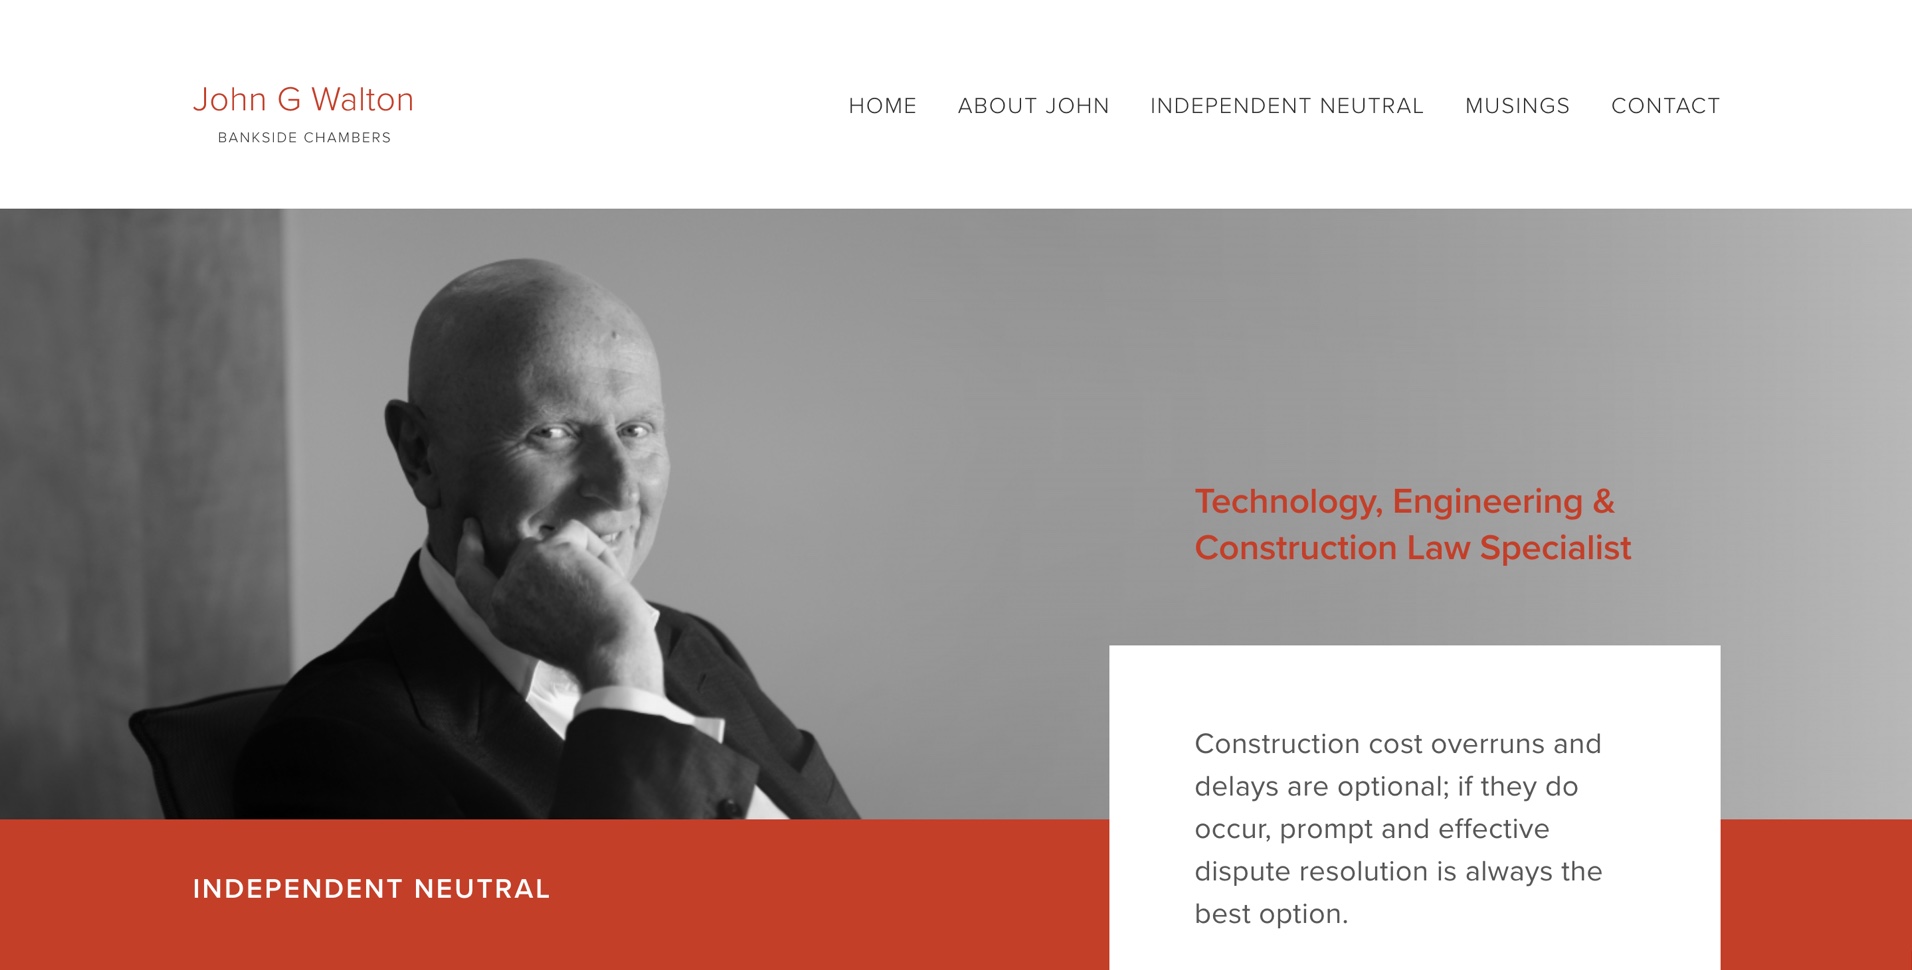 John G Walton
BANKSIDE CHAMBERS
HOME ABOUT JOHN INDEPENDENT NEUTRAL MUSINGS CONTACT
Technology, Engineering &
Construction Law Specialist
Construction cost overruns and
delays are optional; if they do
occur, prompt and effective
dispute resolution is always the
best option.
INDEPENDENT NEUTRAL